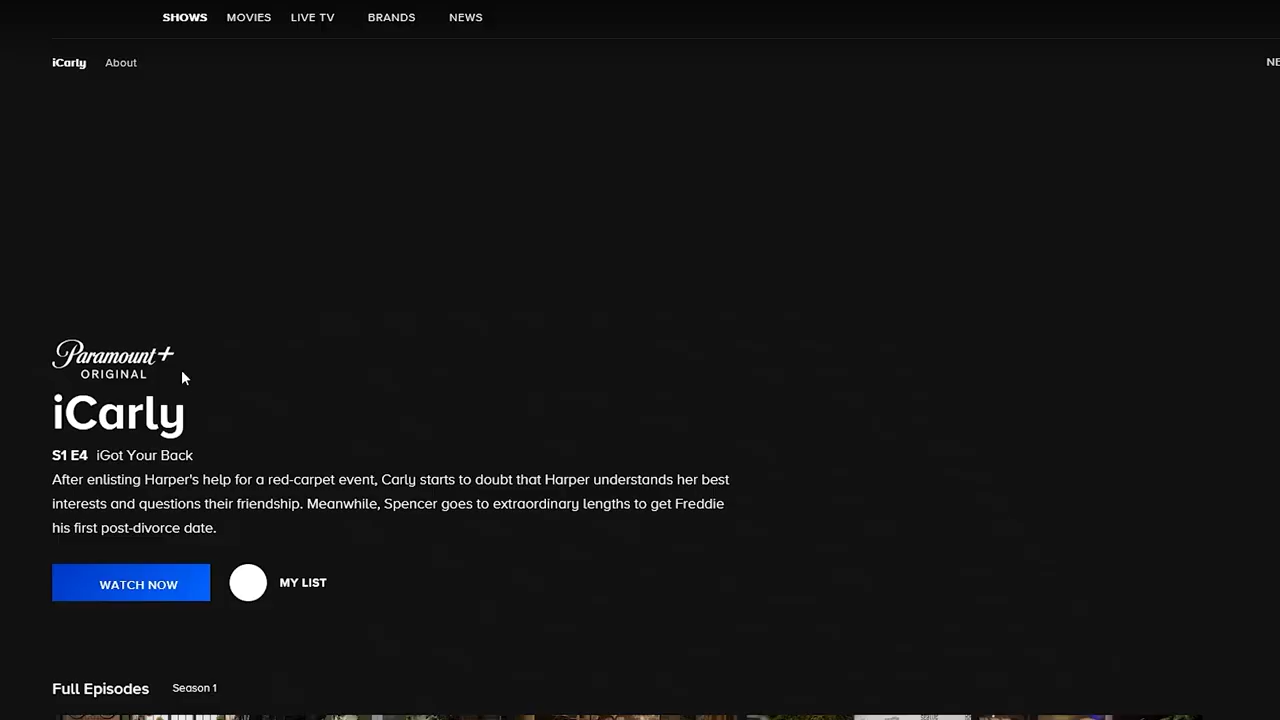 SHOWS MOVIES LIVE TV BRANDS NEWS
iCarly About NE
Paramount+
ORIGINAL
iCarly
S1 E4 iGot Your Back
After enlisting Harper's help for a red-carpet event, Carly starts to doubt that Harper understands her best
interests and questions their friendship. Meanwhile, Spencer goes to extraordinary lengths to get Freddie
his first post-divorce date.
WATCH NOW MY LIST
Full Episodes Season 1